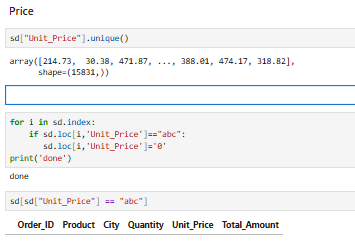 Price
sd["Unit_Price"].unique()
array([214.73, 30.38, 471.87, ..., 388.01, 474.17, 318.82],
shape=(15831,))
for i in sd.index:
if sd.loc[i,'Unit_Price']=="abc":
sd.loc[i,'Unit_Price']='0'
print('done')
done
sd[sd["Unit_Price"] == "abc"]
Order_ID Product City Quantity Unit_Price Total_Amount